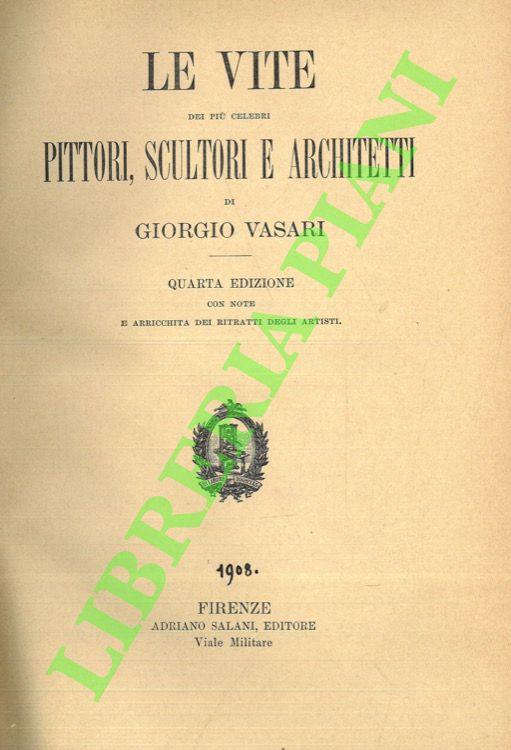 LE VITE
DEI PIÙ CELEBRI
PITTORI, SCULTORI E ARCHITETTI
DI
GIORGIO VASARI
QUARTA EDIZIONE
CON NOTE
E ARRICCHITA DEI RITRATTI DEGLI ARTISTI.
1908.
FIRENZE
ADRIANO SALANI, EDITORE
Viale Militare
LIBRERIA PIANI